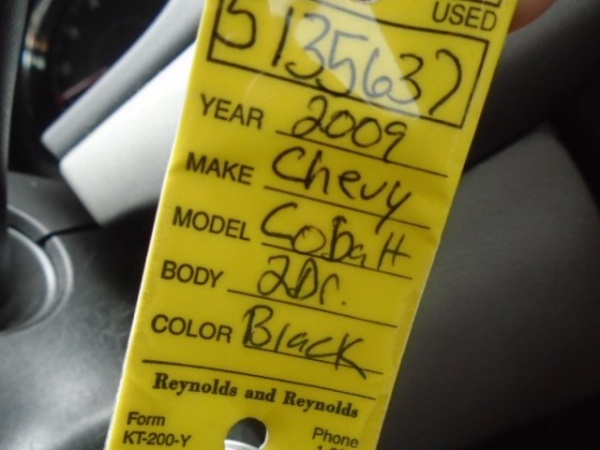 USED
5135637
YEAR 2009
MAKE Chevy
MODEL Cobalt
BODY 2Dr.
COLOR Black
Reynolds and Reynolds
Form
KT-200-Y
Phone